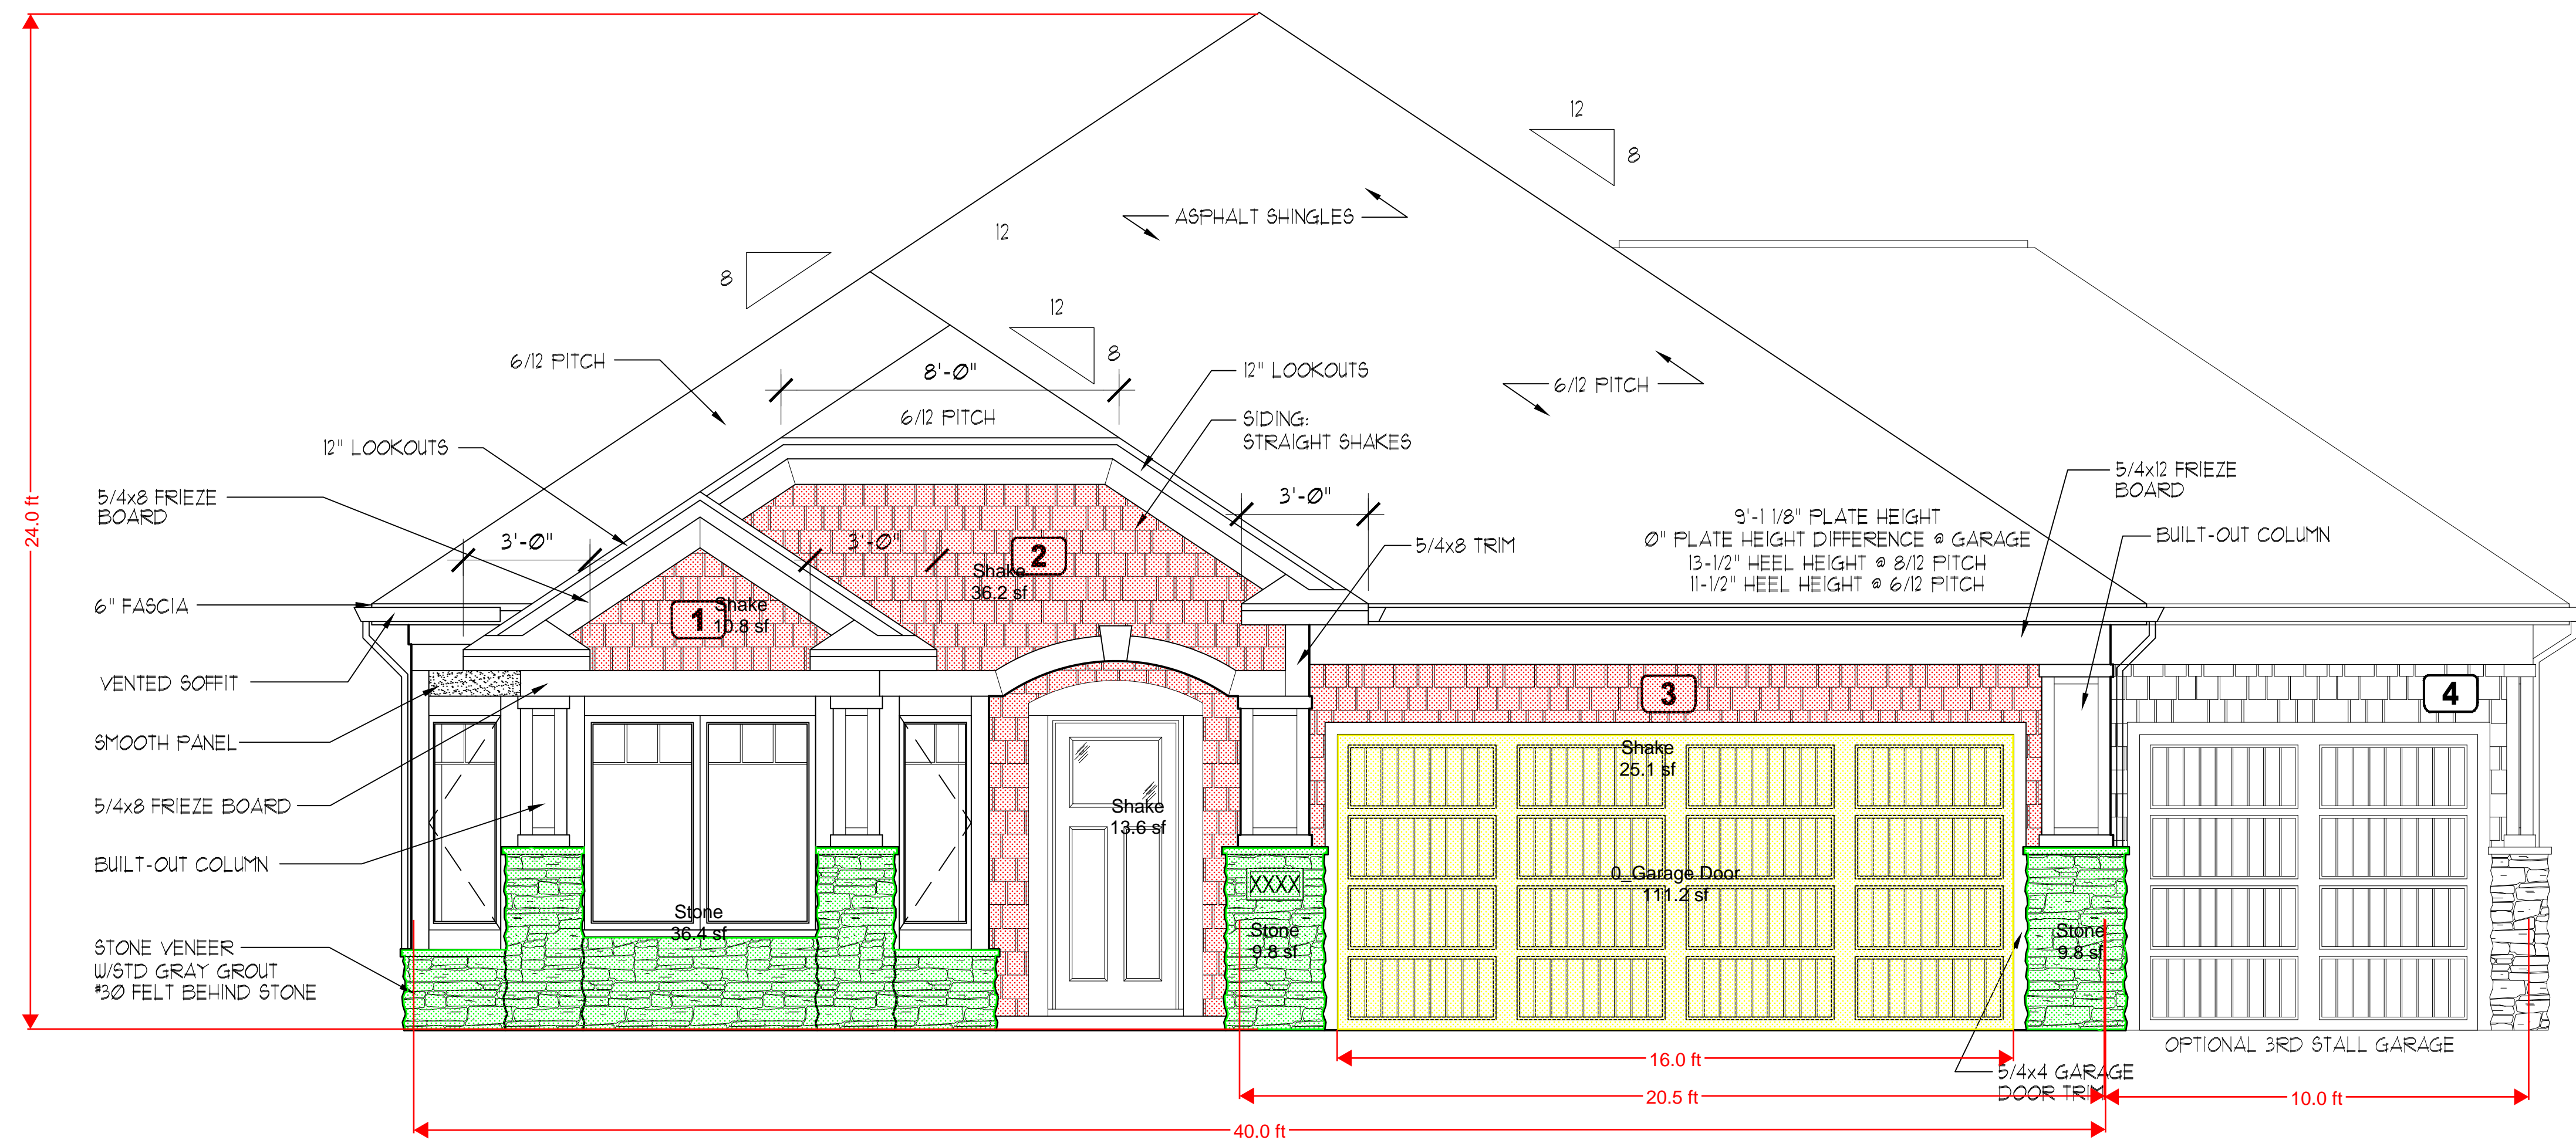 12
8
12
ASPHALT SHINGLES
8
12
8
6/12 PITCH
8'-0"
12" LOOKOUTS
6/12 PITCH
6/12 PITCH
SIDING:
STRAIGHT SHAKES
12" LOOKOUTS
5/4x8 FRIEZE
BOARD
24.0 ft
3'-0"
3'-0"
3'-0"
2
Shake
36.2 sf
5/4x8 TRIM
9'-1 1/8" PLATE HEIGHT
0" PLATE HEIGHT DIFFERENCE @ GARAGE
13-1/2" HEEL HEIGHT @ 8/12 PITCH
11-1/2" HEEL HEIGHT @ 6/12 PITCH
5/4x12 FRIEZE
BOARD
BUILT-OUT COLUMN
6" FASCIA
1
Shake
10.8 sf
VENTED SOFFIT
3
4
SMOOTH PANEL
Shake
25.1 sf
5/4x8 FRIEZE BOARD
Shake
13.6 sf
BUILT-OUT COLUMN
XXXX
0_Garage Door
111.2 sf
Stone
36.4 sf
Stone
9.8 sf
Stone
9.8 sf
STONE VENEER
W/STD GRAY GROUT
#30 FELT BEHIND STONE
OPTIONAL 3RD STALL GARAGE
16.0 ft
5/4x4 GARAGE
DOOR TRIM
20.5 ft
10.0 ft
40.0 ft